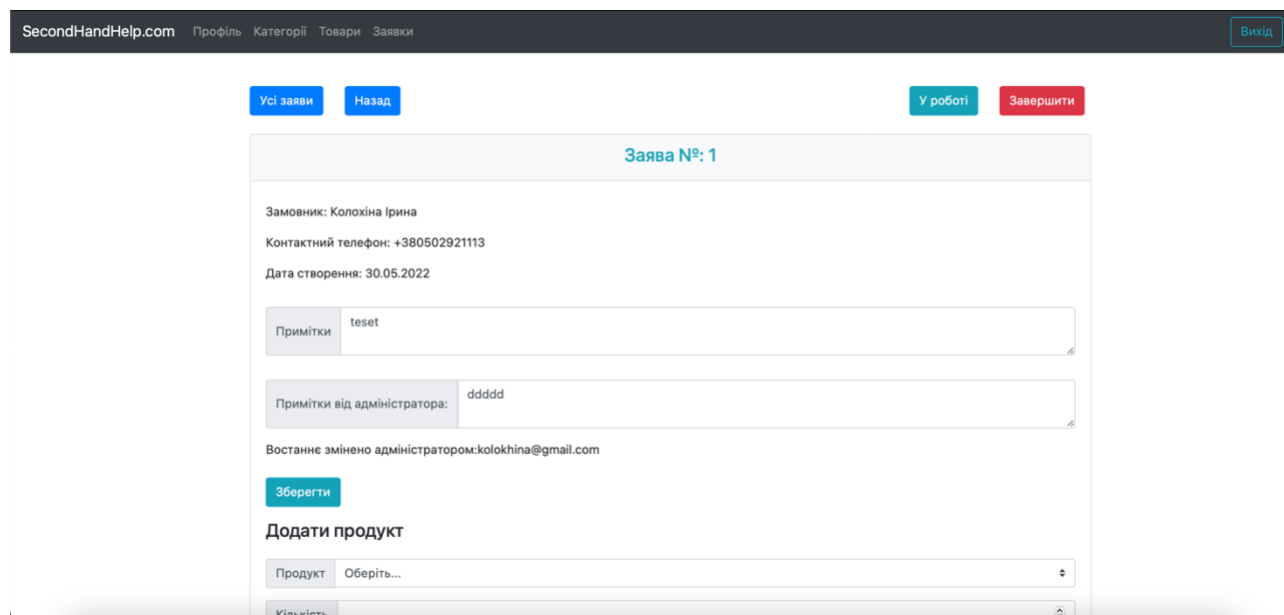 SecondHandHelp.com Профіль Категорії Товари Заявки Вихід
Усі заяви Назад У роботі Завершити
Заява №: 1
Замовник: Колохіна Ірина
Контактний телефон: +380502921113
Дата створення: 30.05.2022
Примітки teset
Примітки від адміністратора: ddddd
Востаннє змінено адміністратором:kolokhina@gmail.com
Зберегти
Додати продукт
Продукт Оберіть...
Кількість